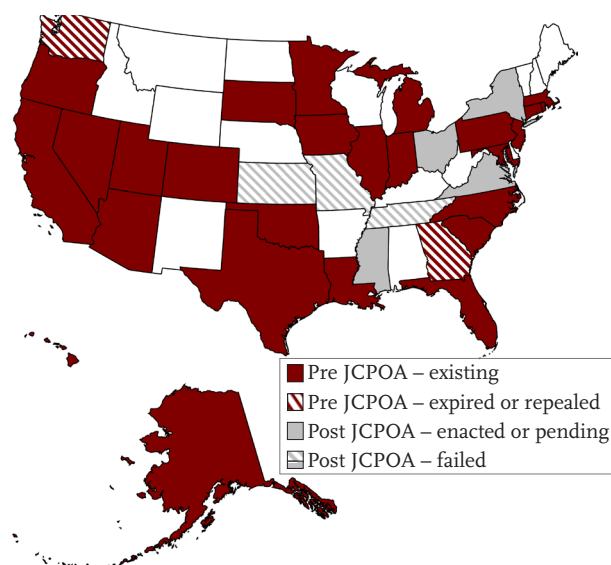 Pre JCPOA – existing
Pre JCPOA – expired or repealed
Post JCPOA – enacted or pending
Post JCPOA – failed